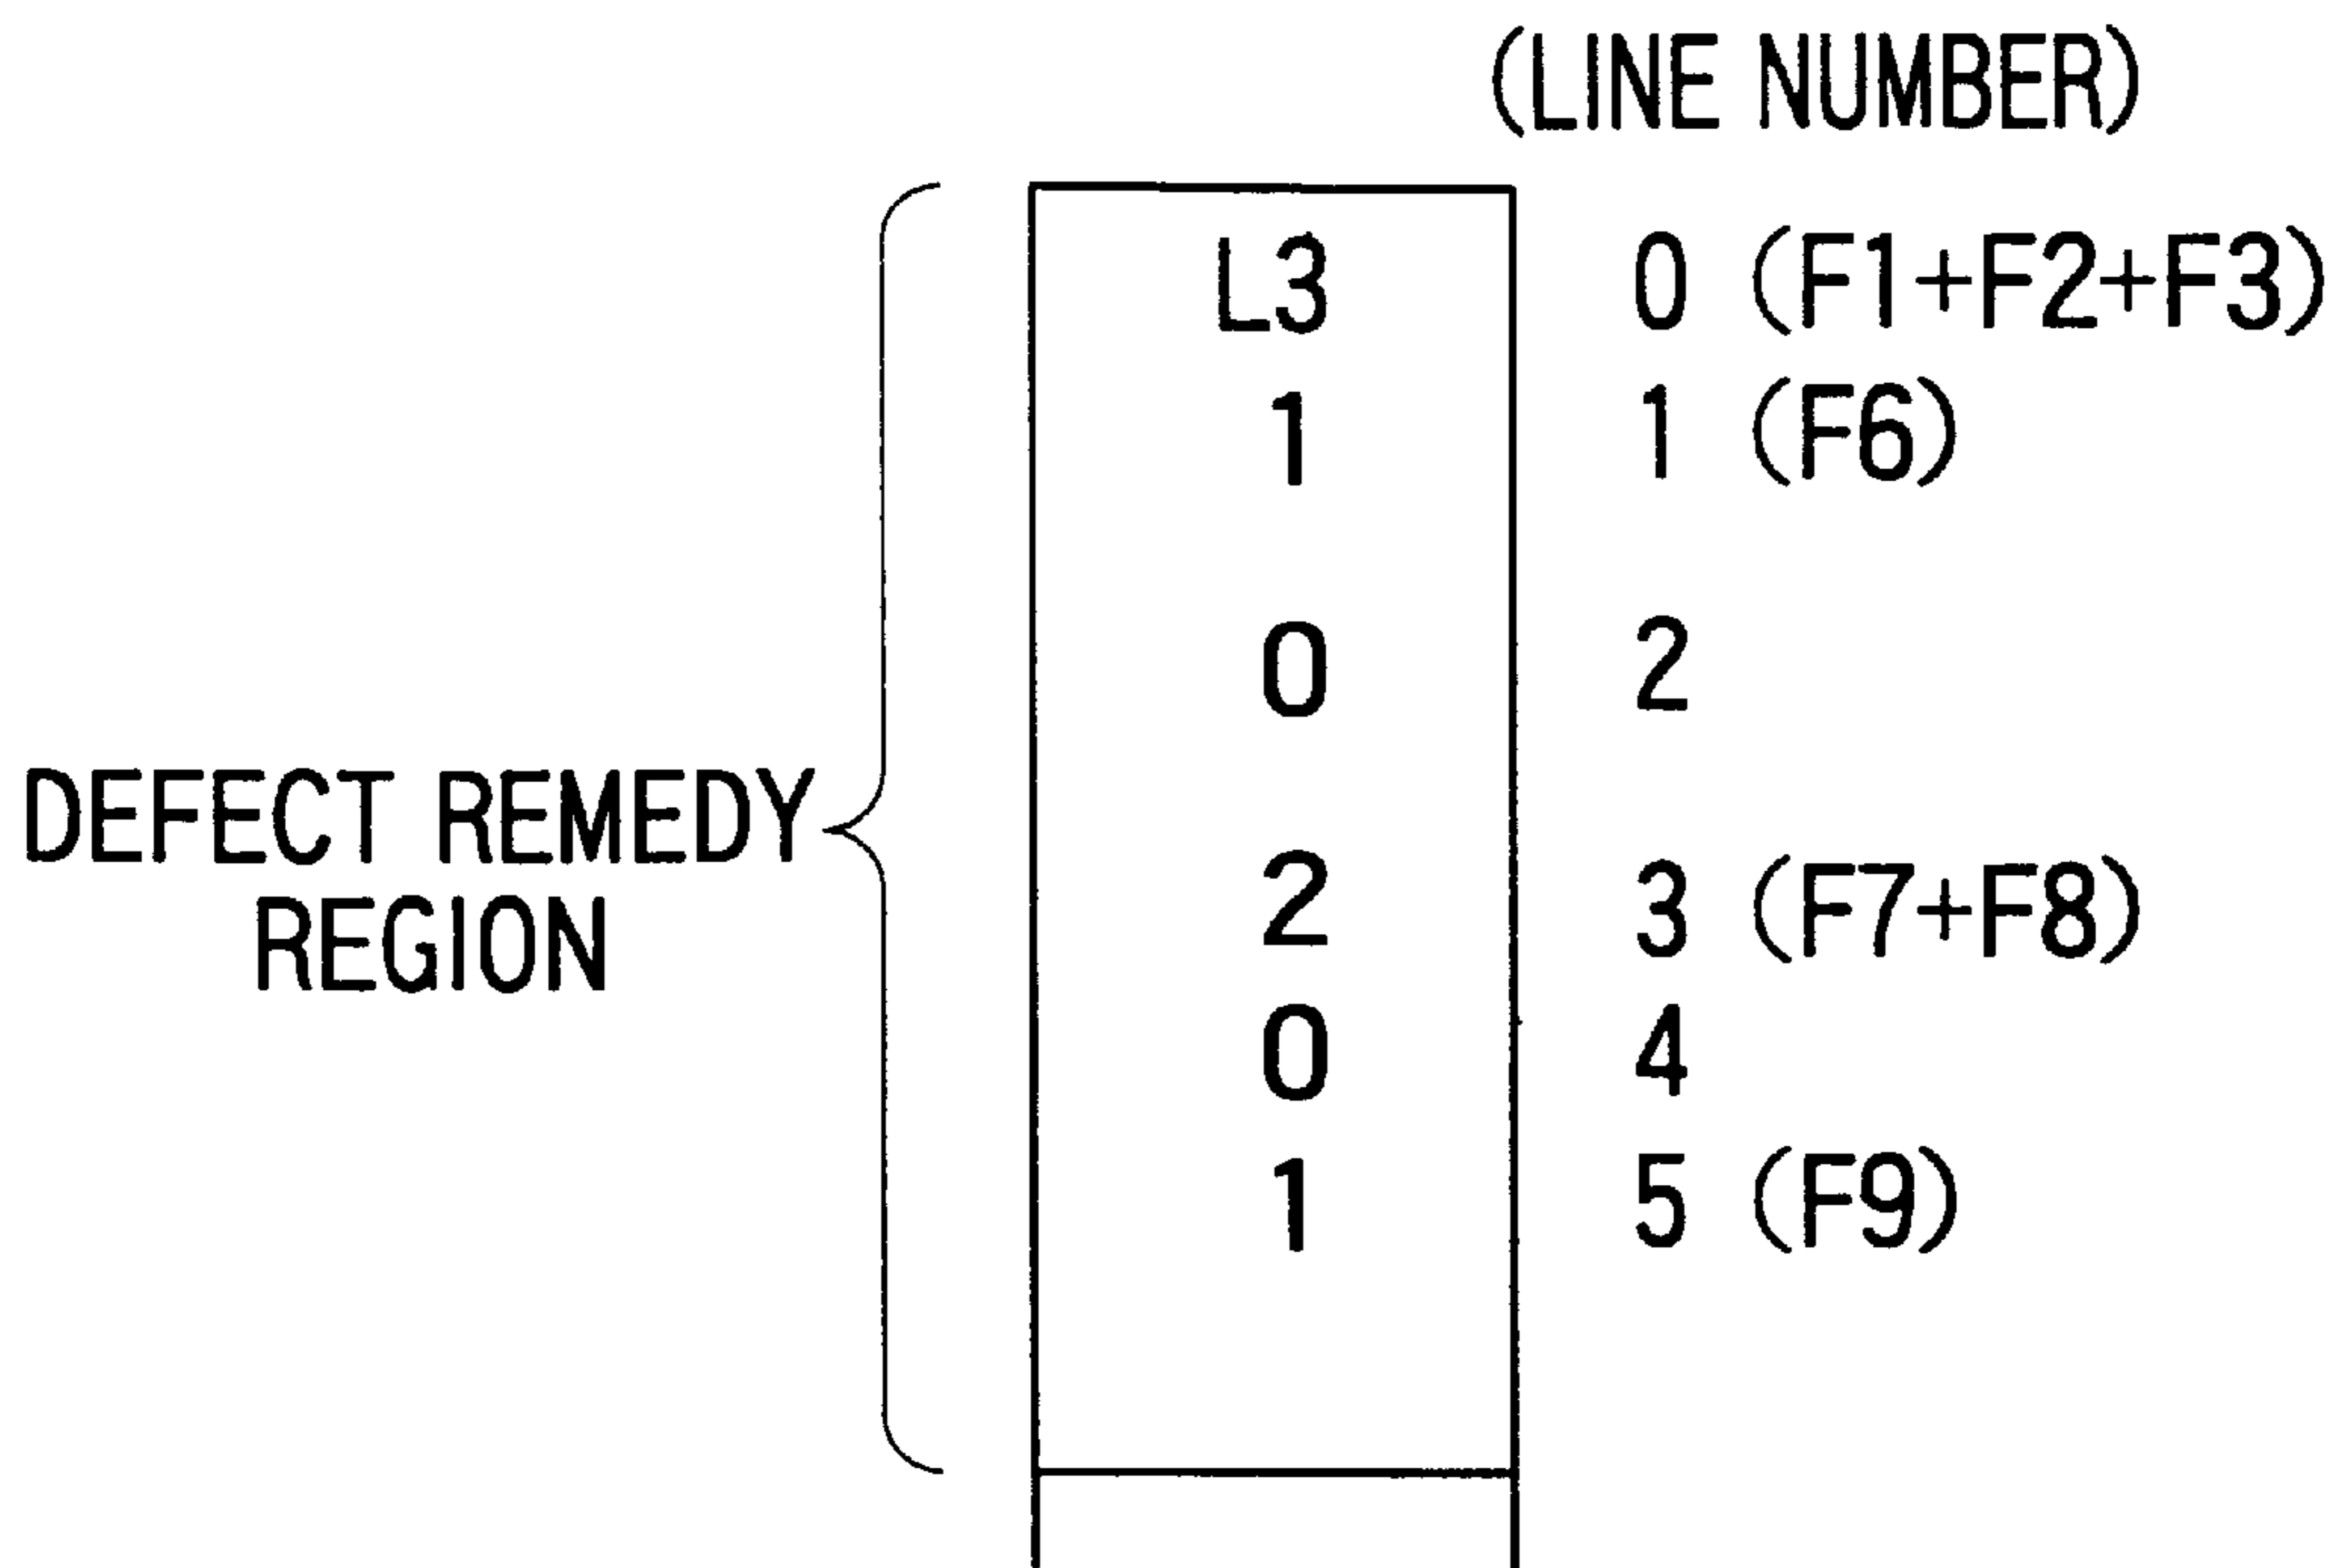 (LINE NUMBER)
L3 0 (F1+F2+F3)
1 1 (F6)
0 2
DEFECT REMEDY
2 3 (F7+F8)
REGION
0 4
1 5 (F9)